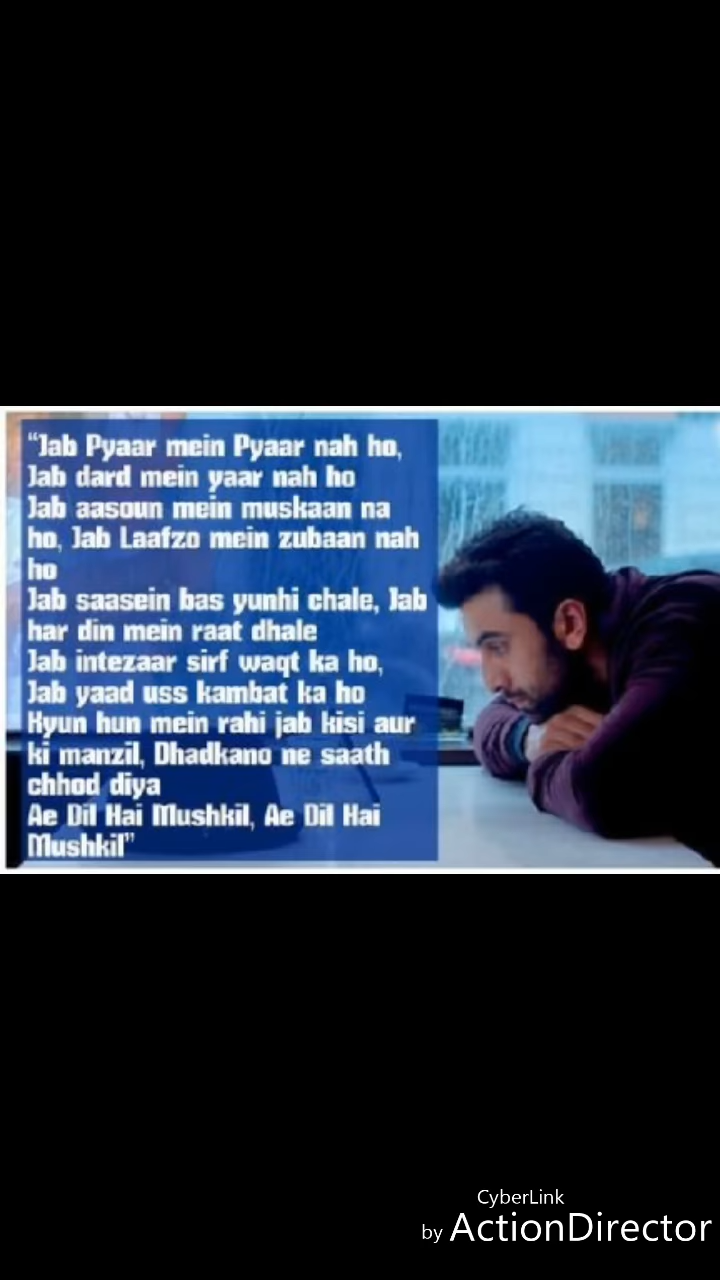 “Jab Pyaar mein Pyaar nah ho,
Jab dard mein yaar nah ho
Jab aasoun mein muskaan na
ho, Jab Laafzo mein zubaan nah
ho
Jab saasein bas yunhi chale, Jab
har din mein raat dhale
Jab intezaar sirf waqt ka ho,
Jab yaad uss kambat ka ho
Kyun hun mein rahi jab kisi aur
ki manzil, Dhadkano ne saath
chhod diya
Ae Dil Hai Mushkil, Ae Dil Hai
Mushkil”
CyberLink
by ActionDirector